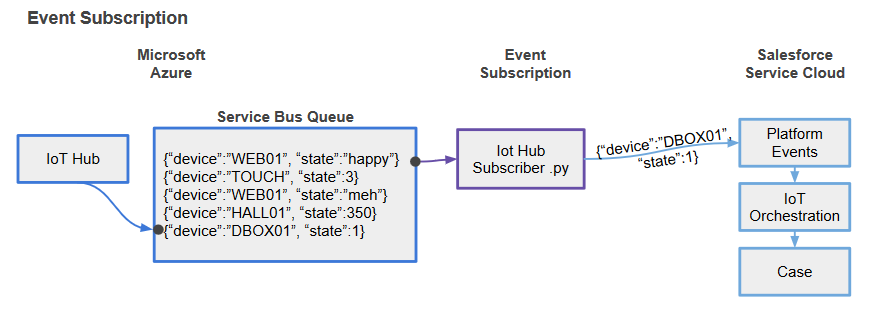 Event Subscription
Microsoft
Azure
Event
Subscription
Salesforce
Service Cloud
Service Bus Queue
IoT Hub
{“device”:”WEB01”, “state”:”happy”}
{“device”:”TOUCH”, “state”:3}
{“device”:”WEB01”, “state”:”meh”}
{“device”:”HALL01”, “state”:350}
{“device”:”DBOX01”, “state”:1}
Iot Hub
Subscriber .py
{“device”:”DBOX01”,
“state”:1}
Platform
Events
IoT
Orchestration
Case